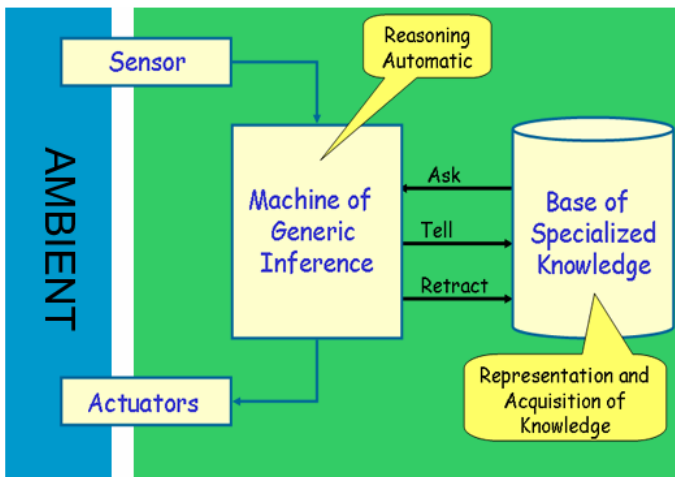 Reasoning
Automatic
Sensor
AMBIENT
Machine of
Generic
Inference
Ask
Tell
Retract
Base of
Specialized
Knowledge
Actuators
Representation and
Acquisition of
Knowledge